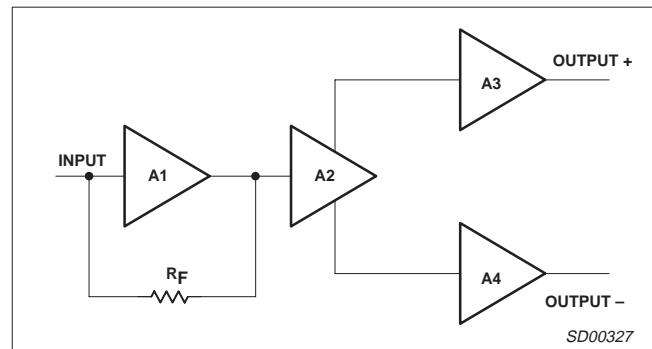 A3
OUTPUT +
INPUT
A1
A2
RF
A4
OUTPUT –
SD00327